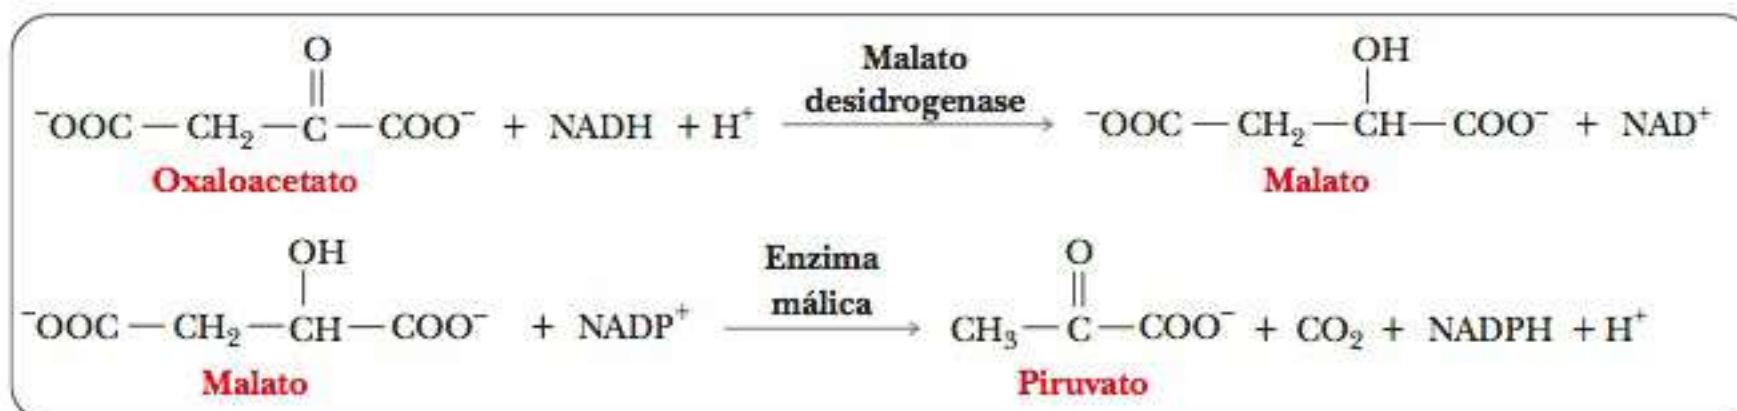 O
OH
Malato
desidrogenase
⁻OOC — CH₂ — C — COO⁻ + NADH + H⁺ ⟶ ⁻OOC — CH₂ — CH — COO⁻ + NAD⁺
Oxaloacetato
Malato
OH
O
Enzima
málica
⁻OOC — CH₂ — CH — COO⁻ + NADP⁺ ⟶ CH₃ — C — COO⁻ + CO₂ + NADPH + H⁺
Malato
Piruvato